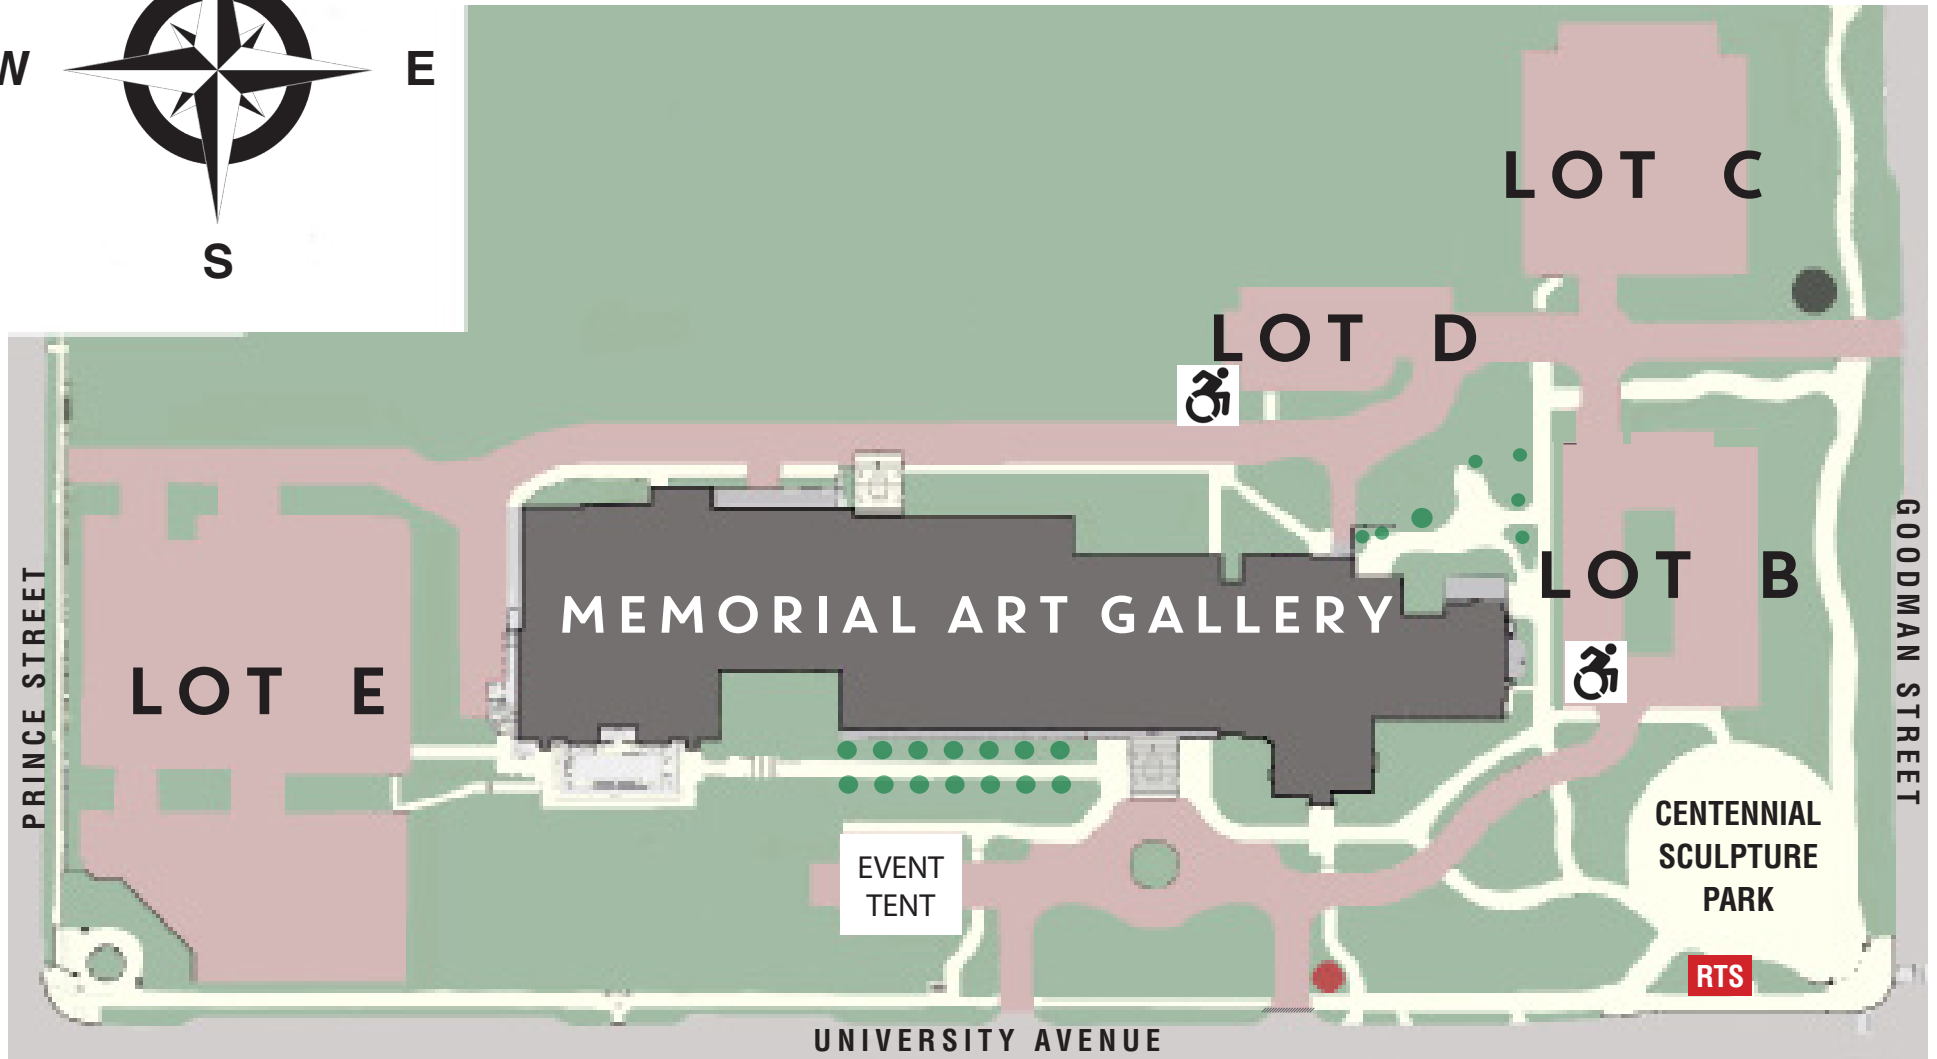 W
E
S
LOT C
LOT D
LOT B
GOODMAN STREET
MEMORIAL ART GALLERY
PRINCE STREET
LOT E
CENTENNIAL
SCULPTURE
PARK
EVENT
TENT
RTS
UNIVERSITY AVENUE